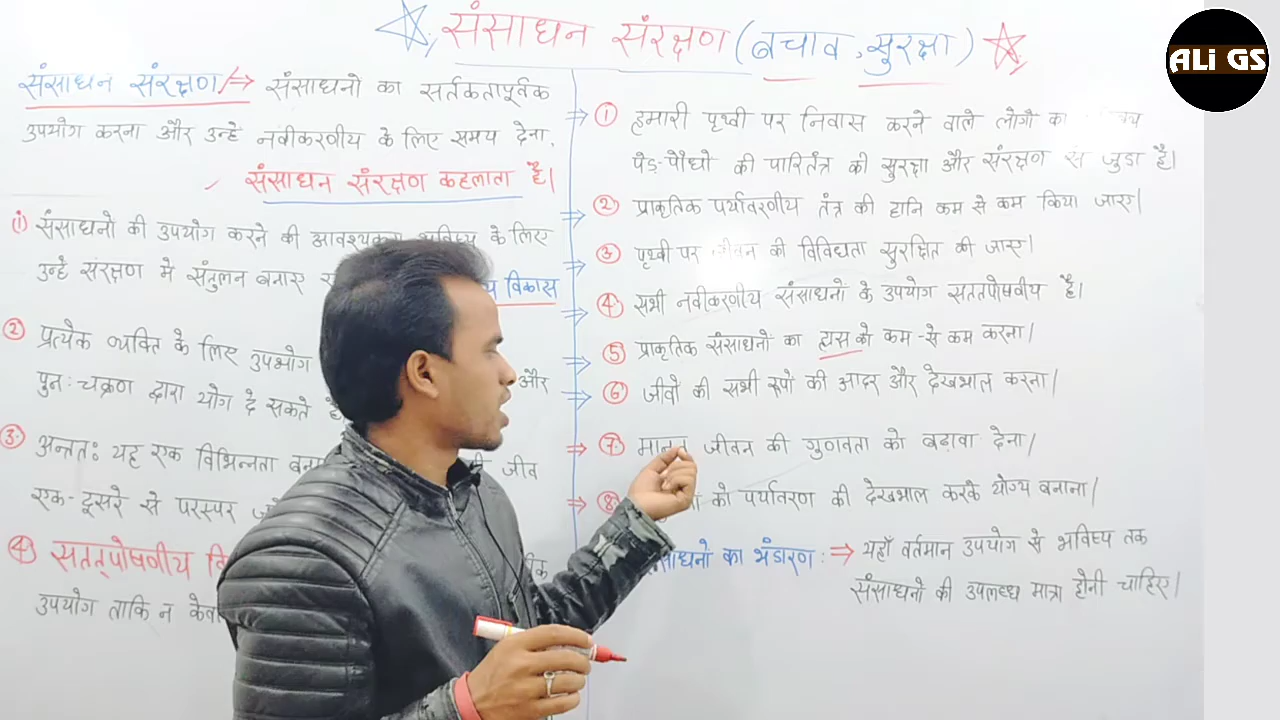 संसाधन संरक्षण (बचाव, सुरक्षा)
ALi GS
संसाधन संरक्षण/→ संसाधनो का सर्तकतापूर्वक
उपयोग करना और उन्हे नवीकरणीय के लिए समय देना,
संसाधन संरक्षण कहलाता है।
① संसाधनो की उपयोग करने की आवश्यकता भविष्य के लिए
उन्हे संरक्षण मे संतुलन बनाए विकास
② प्रत्येक व्यक्ति के लिए उपभोग और
पुनः चक्रण द्वारा योग दे सकते है
③ अन्ततः यह एक विभिन्नता जीव
एक-दूसरे से परस्पर
④ सतत्पोषणीय
उपयोग ताकि न केवल
① हमारी पृथ्वी पर निवास करने वाले लोगो का
पेड़-पौधो की पारितंत्र की सुरक्षा और संरक्षण से जुडा है।
② प्राकृतिक पर्यावरणीय तंत्र की हानि कम से कम किया जाए।
③ पृथ्वी पर जीवन की विविधता सुरक्षित की जाए।
④ सभी नवीकरणीय संसाधनो के उपयोग सततपोषणीय है।
⑤ प्राकृतिक संसाधनो का ह्रास को कम-से कम करना।
⑥ जीवो की सभी रूपो की आदर और देखभाल करना।
⑦ मानव जीवन की गुणवता को बढ़ावा देना।
⑧ को पर्यावरण की देखभाल करके योग्य बनाना।
संसाधनो का भंडारण:⇒ यहाँ वर्तमान उपयोग से भविष्य तक
संसाधनो की उपलब्ध मात्रा होनी चाहिए।